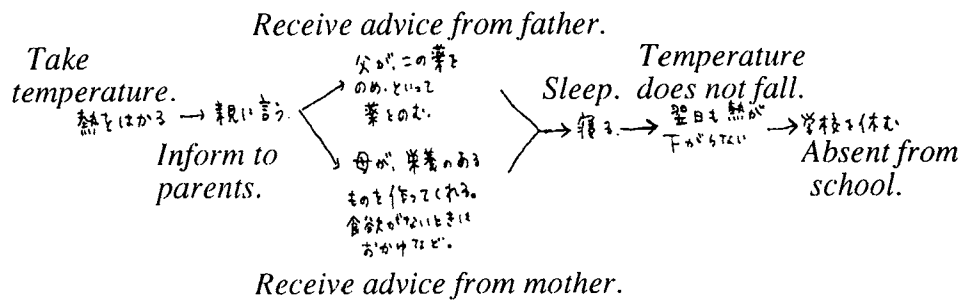 Receive advice from father.
Take
temperature.
熱をはかる → 親に言う
Inform to
parents.
父が、この薬を
のめ、といって
薬をのむ。
母が、栄養のある
ものを作ってくれる。
食欲がないときは
おかゆなど。
Receive advice from mother.
Sleep.
→ 寝る →
Temperature
does not fall.
翌日も熱が
下がらない
→ 学校を休む
Absent from
school.